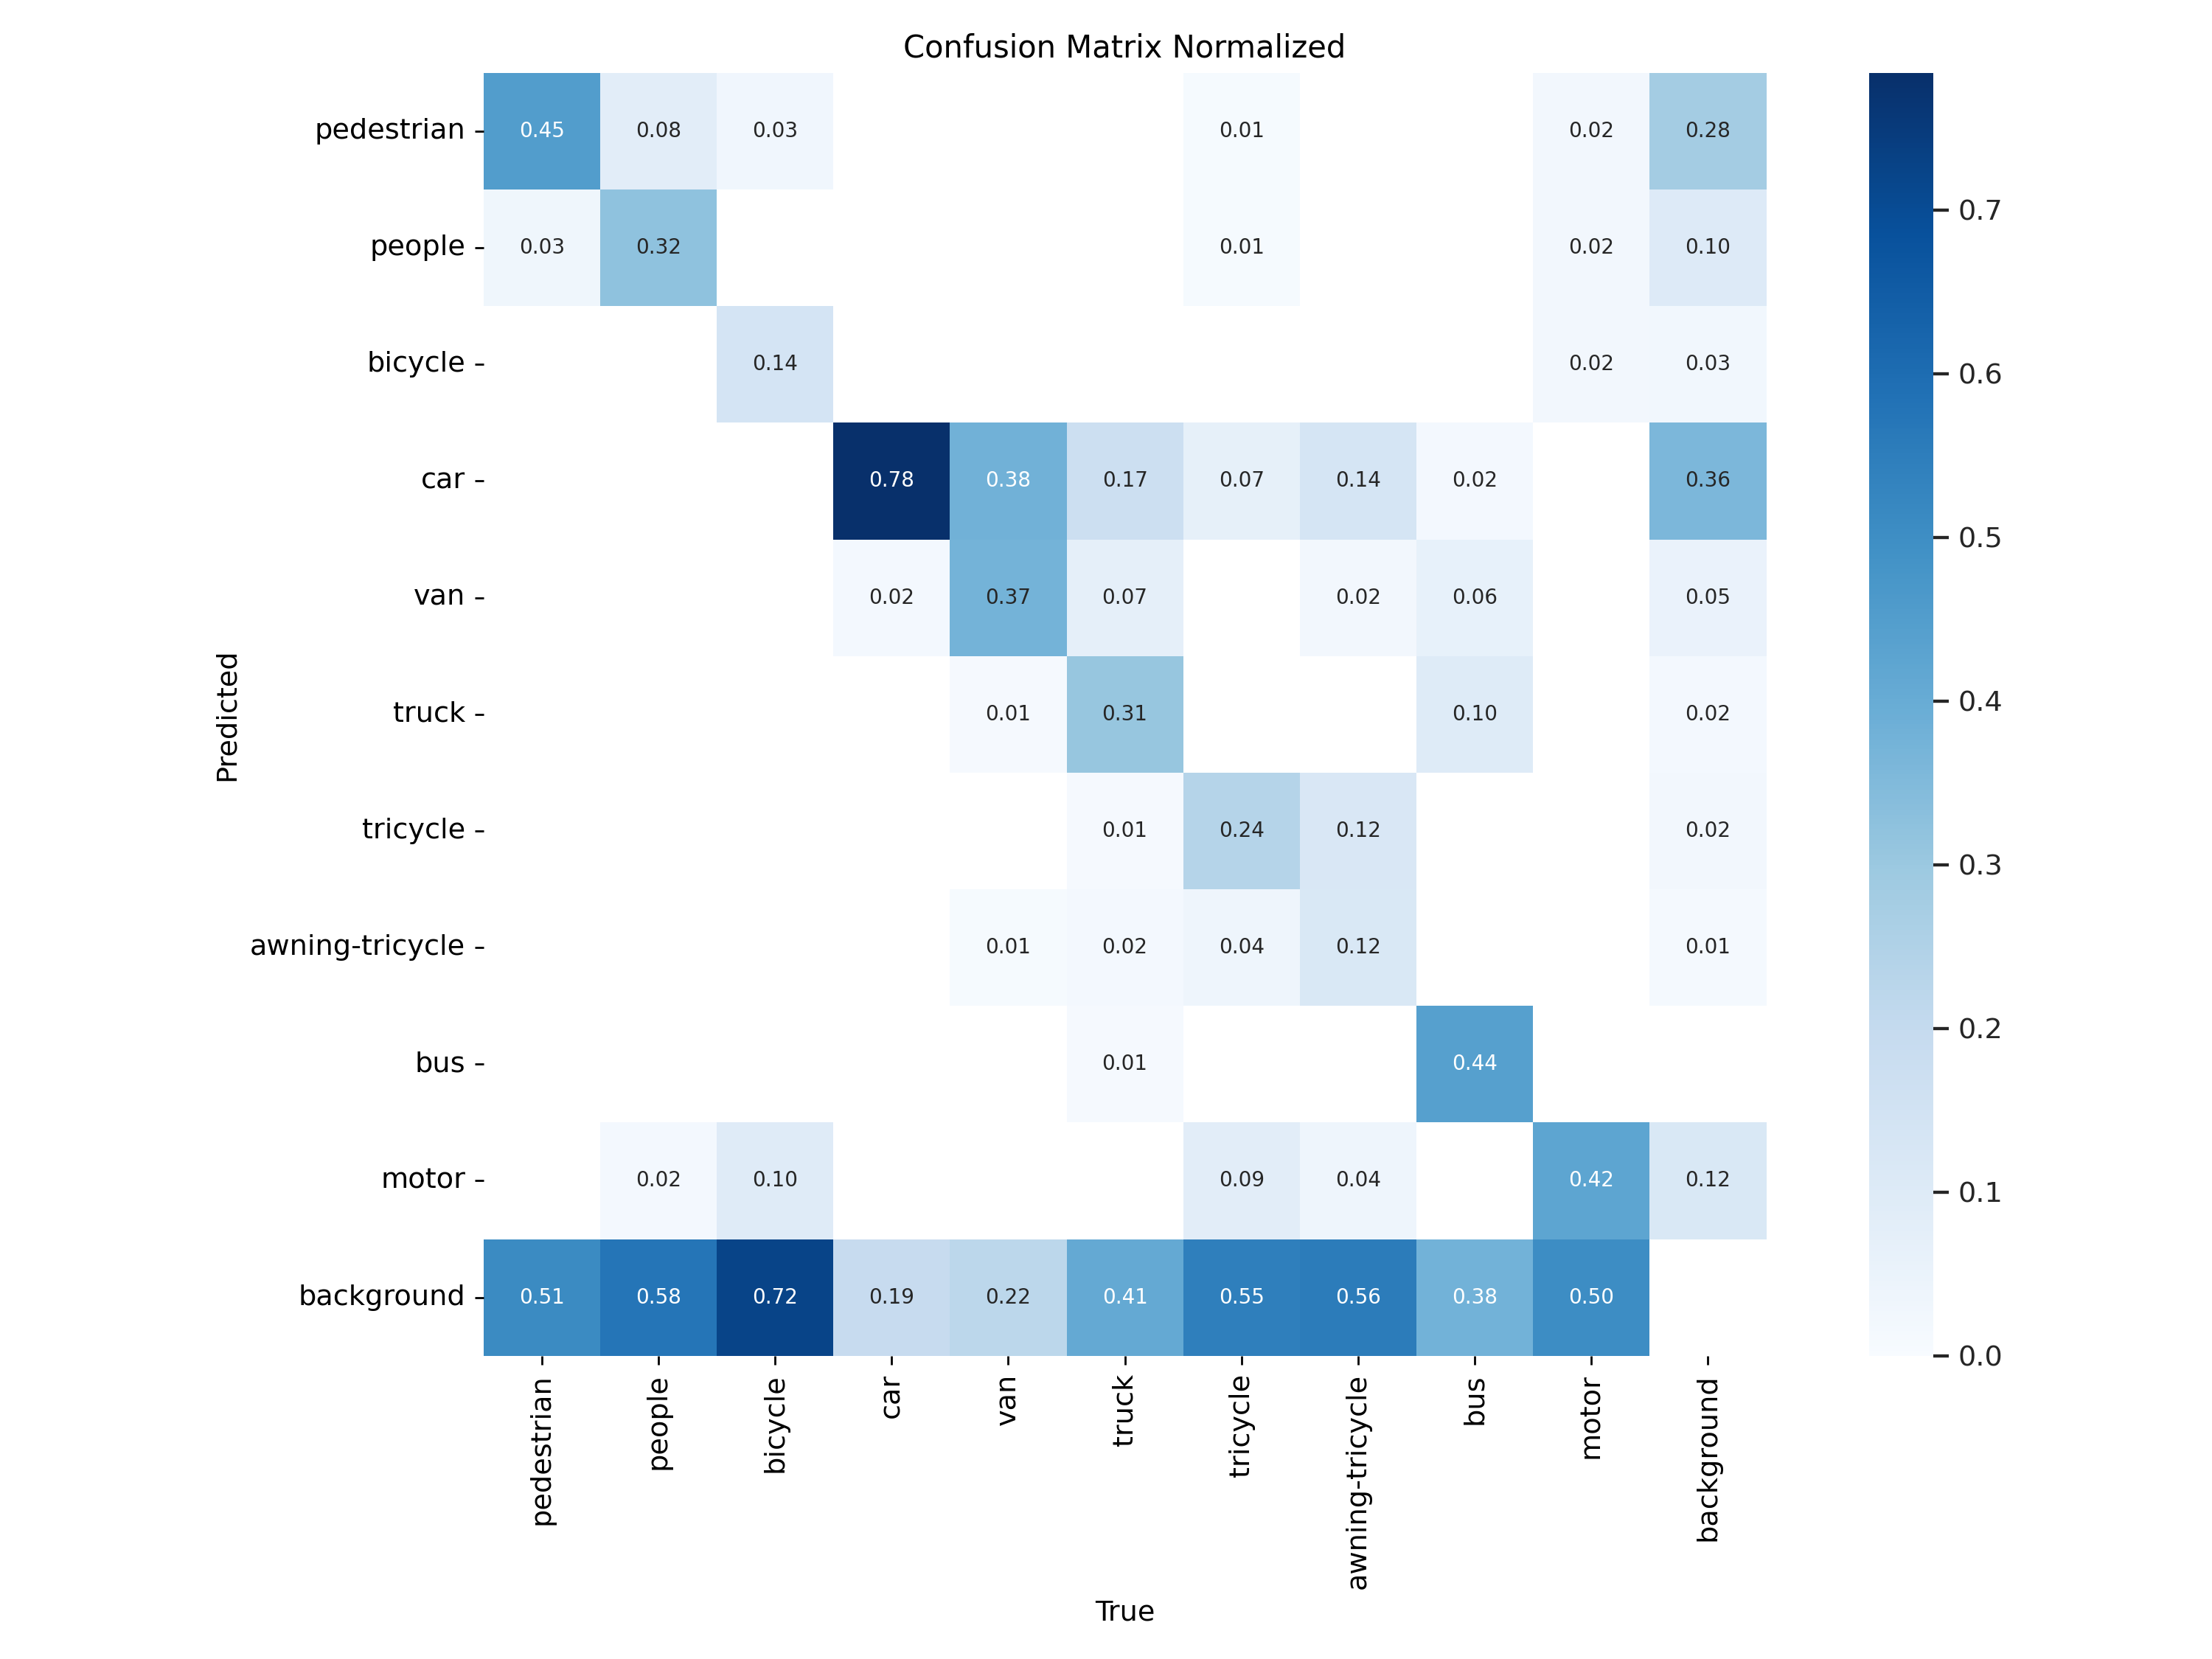 Confusion Matrix Normalized
pedestrian 0.45 0.08 0.03 0.01 0.02 0.28
people 0.03 0.32 0.01 0.02 0.10
bicycle 0.14 0.02 0.03
car 0.78 0.38 0.17 0.07 0.14 0.02 0.36
van 0.02 0.37 0.07 0.02 0.06 0.05
truck 0.01 0.31 0.10 0.02
tricycle 0.01 0.24 0.12 0.02
awning-tricycle 0.01 0.02 0.04 0.12 0.01
bus 0.01 0.44
motor 0.02 0.10 0.09 0.04 0.42 0.12
background 0.51 0.58 0.72 0.19 0.22 0.41 0.55 0.56 0.38 0.50
Predicted
pedestrian
people
bicycle
car
van
truck
tricycle
awning-tricycle
bus
motor
background
True
0.7
0.6
0.5
0.4
0.3
0.2
0.1
0.0